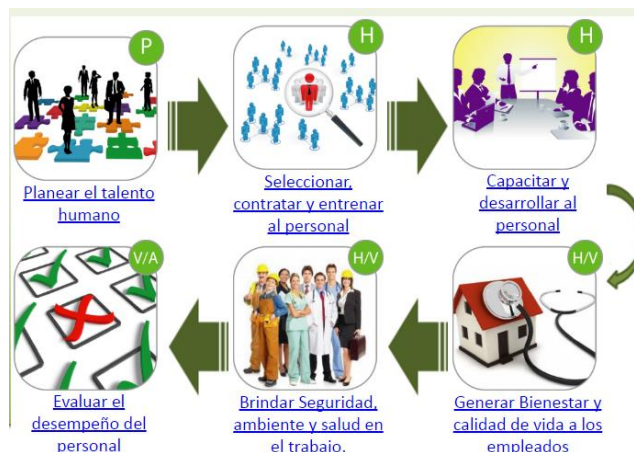 P
Planear el talento
humano
H
Seleccionar,
contratar y entrenar
al personal
H
Capacitar y
desarrollar al
personal
H/V
Generar Bienestar y
calidad de vida a los
empleados
H/V
Brindar Seguridad,
ambiente y salud en
el trabajo.
V/A
Evaluar el
desempeño del
personal